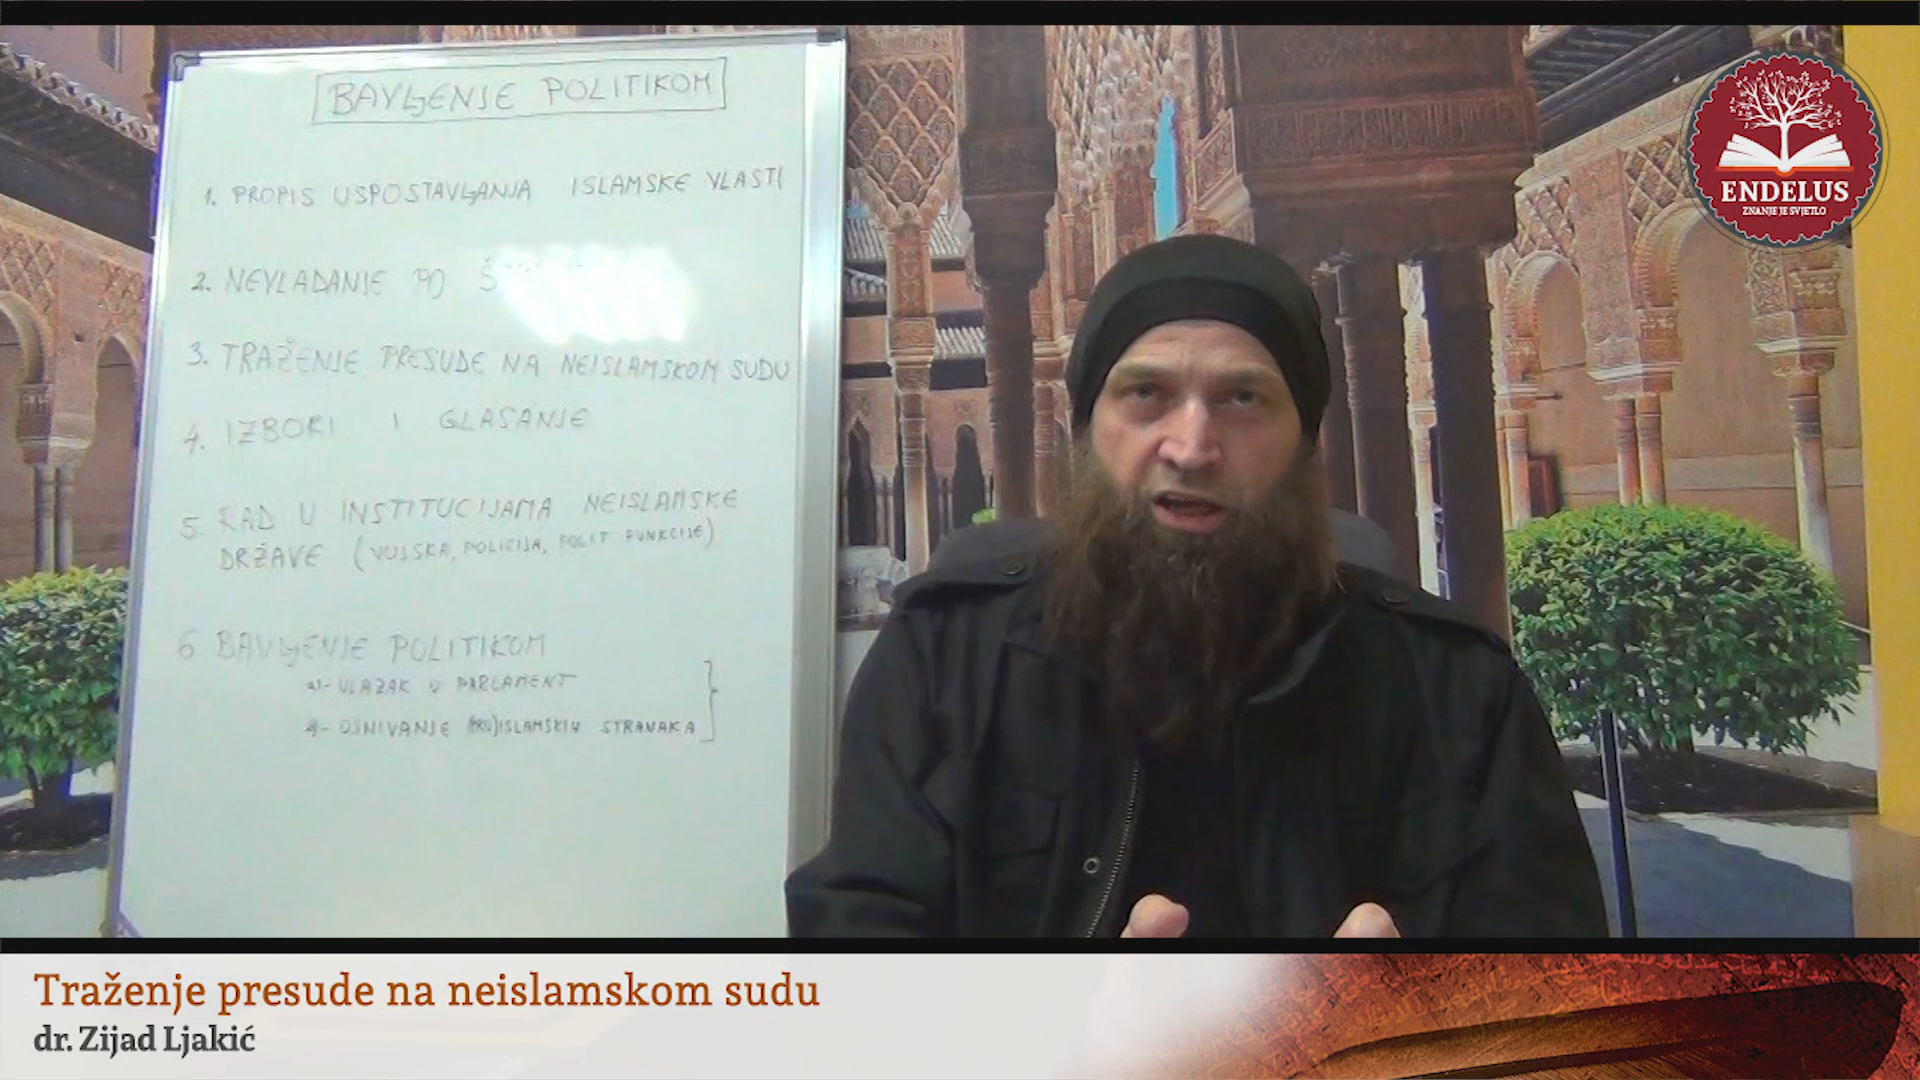 BAVLJENJE POLITIKOM
1. PROPIS USPOSTAVLJANJA ISLAMSKE VLASTI
2. NEVLADANJE PO Š
3. TRAŽENJE PRESUDE NA NEISLAMSKOM SUDU
4. IZBORI I GLASANJE
5. RAD U INSTITUCIJAMA NEISLAMSKE
DRŽAVE (VOJSKA, POLICIJA, POLIT. FUNKCIJE)
6 BAVLJENJE POLITIKOM
- ULAZAK U PARLAMENT
- OSNIVANJE (PRO)ISLAMSKIH STRANAKA
ENDELUS
ZNANJE JE SVJETLO
Traženje presude na neislamskom sudu
dr. Zijad Ljakić